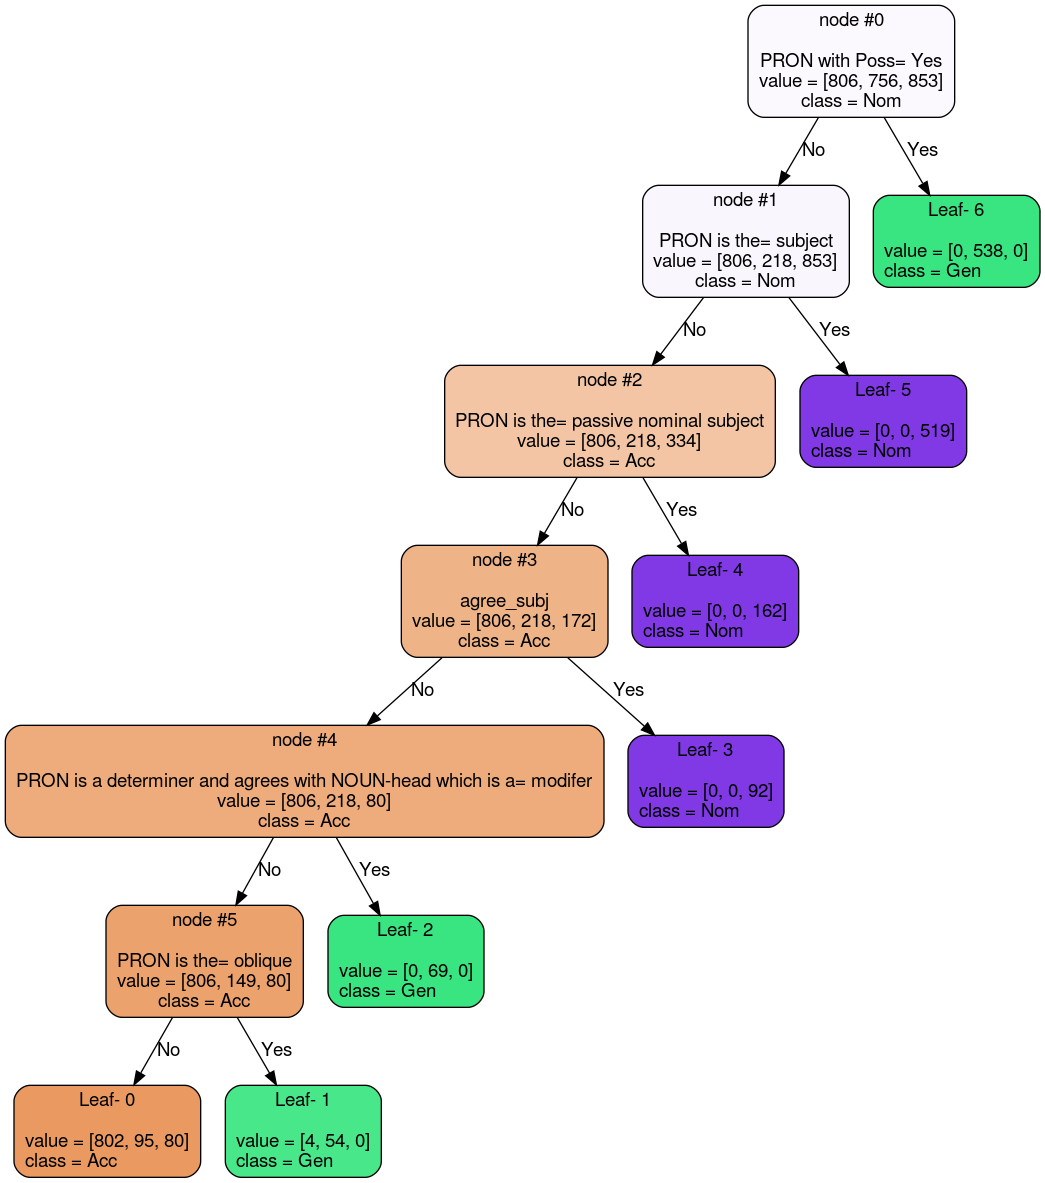 node #0
PRON with Poss= Yes
value = [806, 756, 853]
class = Nom
No
Yes
node #1
PRON is the= subject
value = [806, 218, 853]
class = Nom
Leaf- 6
value = [0, 538, 0]
class = Gen
No
Yes
node #2
PRON is the= passive nominal subject
value = [806, 218, 334]
class = Acc
Leaf- 5
value = [0, 0, 519]
class = Nom
No
Yes
node #3
agree_subj
value = [806, 218, 172]
class = Acc
Leaf- 4
value = [0, 0, 162]
class = Nom
No
Yes
node #4
PRON is a determiner and agrees with NOUN-head which is a= modifer
value = [806, 218, 80]
class = Acc
Leaf- 3
value = [0, 0, 92]
class = Nom
No
Yes
node #5
PRON is the= oblique
value = [806, 149, 80]
class = Acc
Leaf- 2
value = [0, 69, 0]
class = Gen
No
Yes
Leaf- 0
value = [802, 95, 80]
class = Acc
Leaf- 1
value = [4, 54, 0]
class = Gen